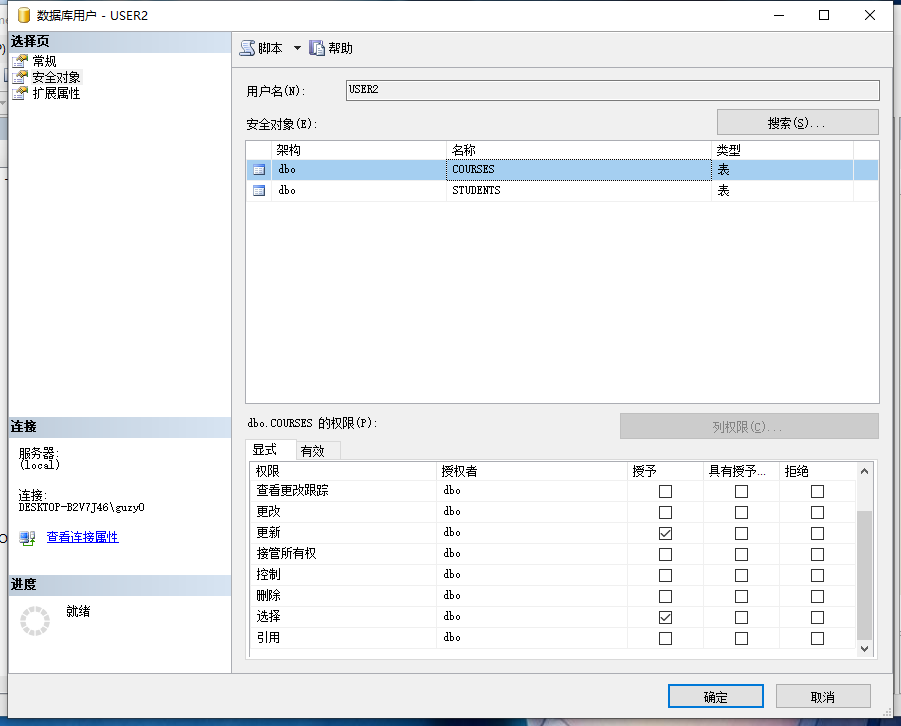 数据库用户 - USER2
选择页
常规
安全对象
扩展属性
脚本 帮助
用户名(N): USER2
安全对象(E): 搜索(S)...
架构 名称 类型
dbo COURSES 表
dbo STUDENTS 表
连接
服务器:
(local)
连接:
DESKTOP-B2V7J46\guzy0
查看连接属性
进度
就绪
dbo.COURSES 的权限(P): 列权限(C)...
显式 有效
权限 授权者 授予 具有授予... 拒绝
查看更改跟踪 dbo
更改 dbo
更新 dbo
接管所有权 dbo
控制 dbo
删除 dbo
选择 dbo
引用 dbo
确定 取消